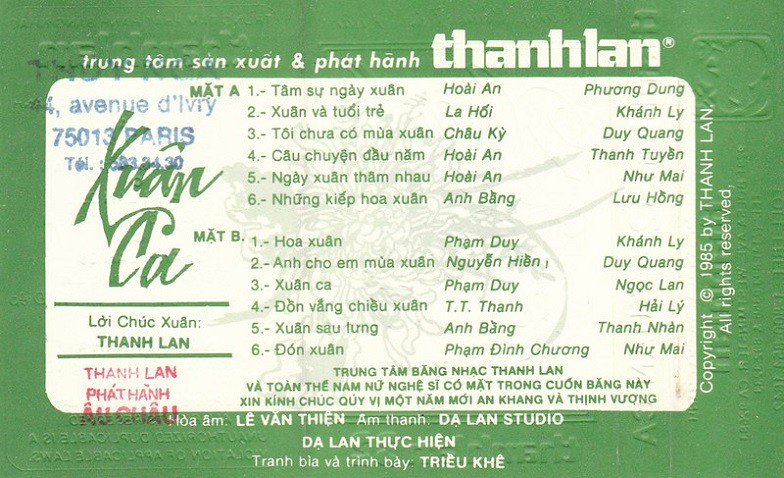 trung tâm sản xuất & phát hành thanhlan®
4, avenue d'Ivry
75013 PARIS
Tél. : 583.34.30
Xuân Ca
MẶT A
1.- Tâm sự ngày xuân Hoài An Phương Dung
2.- Xuân và tuổi trẻ La Hối Khánh Ly
3.- Tôi chưa có mùa xuân Châu Kỳ Duy Quang
4.- Câu chuyện đầu năm Hoài An Thanh Tuyền
5.- Ngày xuân thăm nhau Hoài An Như Mai
6.- Những kiếp hoa xuân Anh Bằng Lưu Hồng
MẶT B.
1.- Hoa xuân Phạm Duy Khánh Ly
2.- Anh cho em mùa xuân Nguyễn Hiền Duy Quang
3.- Xuân ca Phạm Duy Ngọc Lan
4.- Đồn vắng chiều xuân T.T. Thanh Hải Lý
5.- Xuân sau lưng Anh Bằng Thanh Nhàn
6.- Đón xuân Phạm Đình Chương Như Mai
Lời Chúc Xuân:
THANH LAN
THANH LAN
PHÁT HÀNH
ÂU CHÂU
TRUNG TÂM BĂNG NHẠC THANH LAN
VÀ TOÀN THỂ NAM NỮ NGHỆ SĨ CÓ MẶT TRONG CUỐN BĂNG NÀY
XIN KÍNH CHÚC QÚY VỊ MỘT NĂM MỚI AN KHANG VÀ THỊNH VƯỢNG
Hòa âm: LÊ VĂN THIỆN Âm thanh: DẠ LAN STUDIO
DẠ LAN THỰC HIỆN
Tranh bìa và trình bày: TRIỀU KHÊ
Copyright © 1985 by THANH LAN.
All rights reserved.